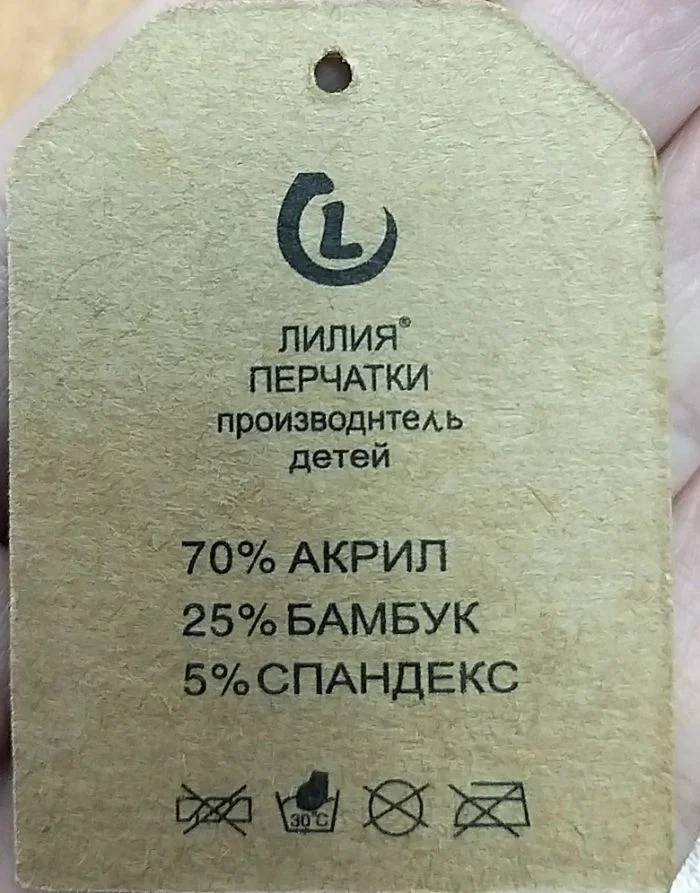 L
ЛИЛИЯ®
ПЕРЧАТКИ
производнтель
детей
70% АКРИЛ
25% БАМБУК
5% СПАНДЕКС
30°C